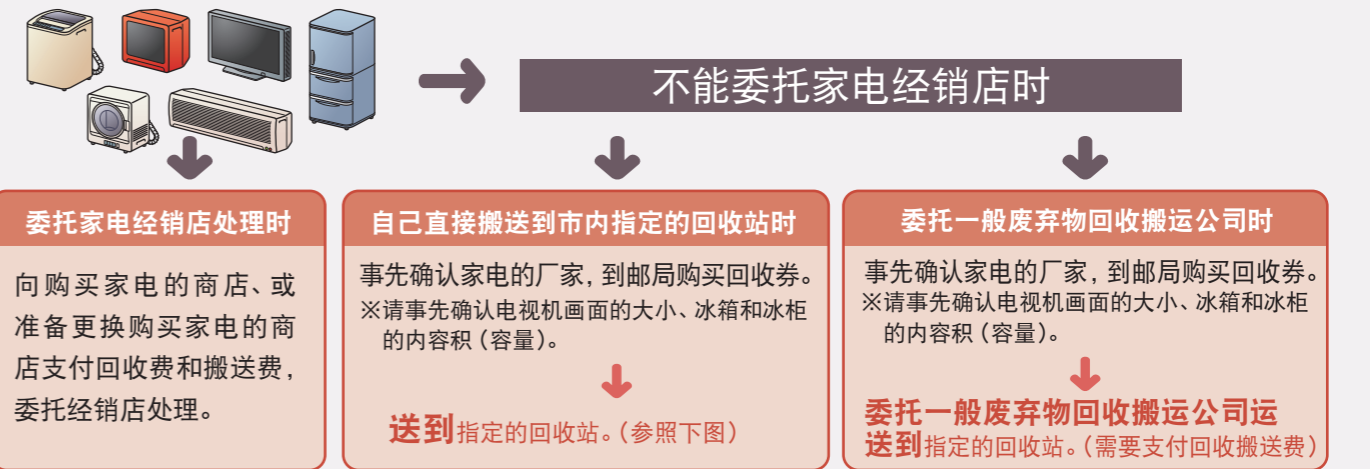 不能委托家电经销店时
委托家电经销店处理时
向购买家电的商店、或
准备更换购买家电的商
店支付回收费和搬送费，
委托经销店处理。
自己直接搬送到市内指定的回收站时
事先确认家电的厂家，到邮局购买回收券。
※请事先确认电视机画面的大小、冰箱和冰柜
的内容积（容量）。
送到指定的回收站。（参照下图）
委托一般废弃物回收搬运公司时
事先确认家电的厂家，到邮局购买回收券。
※请事先确认电视机画面的大小、冰箱和冰柜
的内容积（容量）。
委托一般废弃物回收搬运公司运
送到指定的回收站。（需要支付回收搬送费）